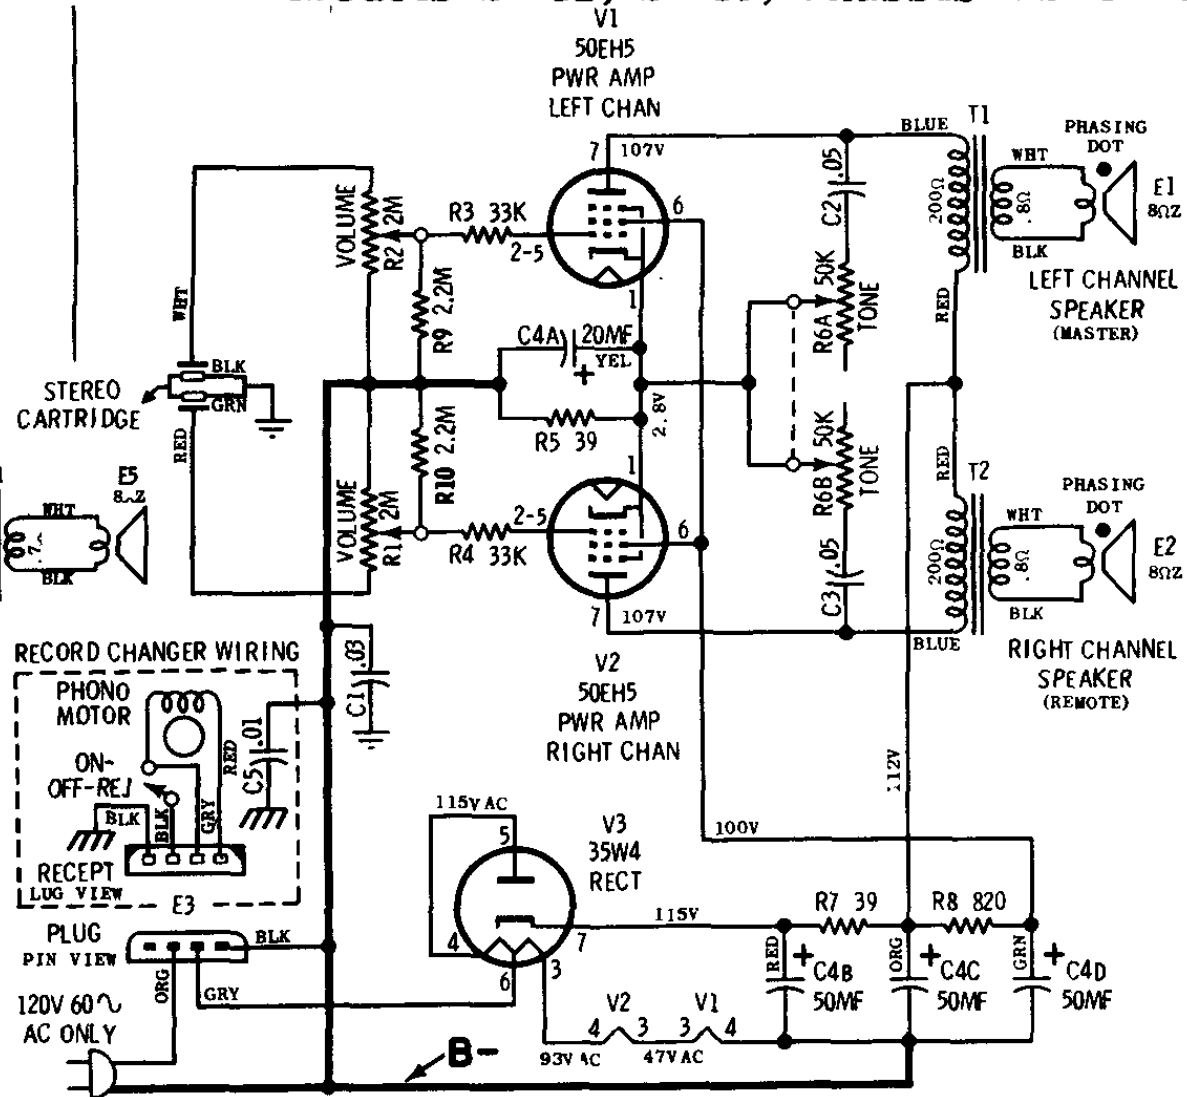 V1
50EH5
PWR AMP
LEFT CHAN
7
107V
6
2-5
1
BLUE
T1
PHASING
DOT
WHT
E1
8ΩZ
200Ω
.8Ω
BLK
LEFT CHANNEL
SPEAKER
(MASTER)
RED
C2 .05
R6A 50K
TONE
VOLUME
R2 2M
R3 33K
R9 2.2M
C4A 20MF
YEL
+
WHT
STEREO
CARTRIDGE
BLK
GRN
RED
R5 39
2.8V
R10 2.2M
VOLUME
R1 2M
R4 33K
1
2-5
6
7
107V
V2
50EH5
PWR AMP
RIGHT CHAN
R6B 50K
TONE
C3 .05
RED
T2
PHASING
DOT
WHT
E2
8ΩZ
200Ω
.8Ω
BLK
BLUE
RIGHT CHANNEL
SPEAKER
(REMOTE)
E5
WHT
BLK
RECORD CHANGER WIRING
PHONO
MOTOR
ON-
OFF-REJ
BLK
BLK
GRY
RED
C5 .01
C1 .03
RECEPT
LUG VIEW
E3
PLUG
PIN VIEW
BLK
ORG
GRY
120V 60∿
AC ONLY
B-
115V AC
5
V3
35W4
RECT
4
6
3
7
115V
112V
100V
R7 39
R8 820
RED
+
C4B
50MF
ORG
+
C4C
50MF
GRN
+
C4D
50MF
V2
4 3
V1
3 4
93V AC
47V AC